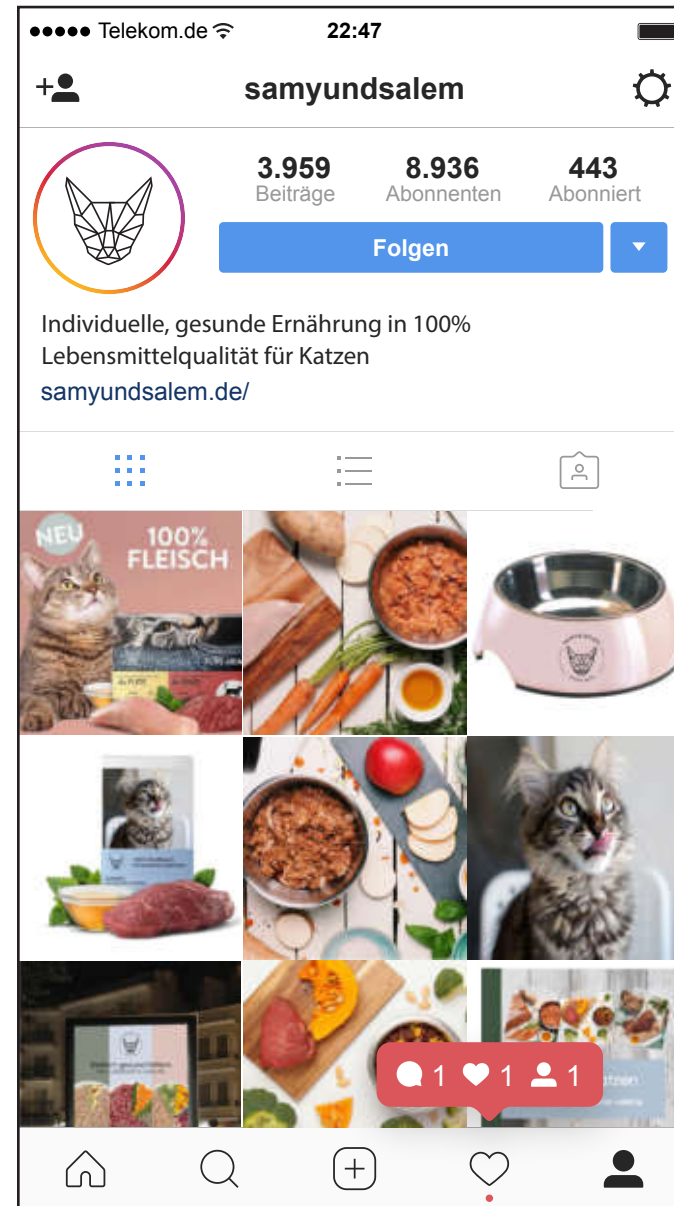 Telekom.de
22:47
samyundsalem
3.959 8.936 443
Beiträge Abonnenten Abonniert
Folgen
Individuelle, gesunde Ernährung in 100%
Lebensmittelqualität für Katzen
samyundsalem.de/
NEU
100%
FLEISCH
1 1 1